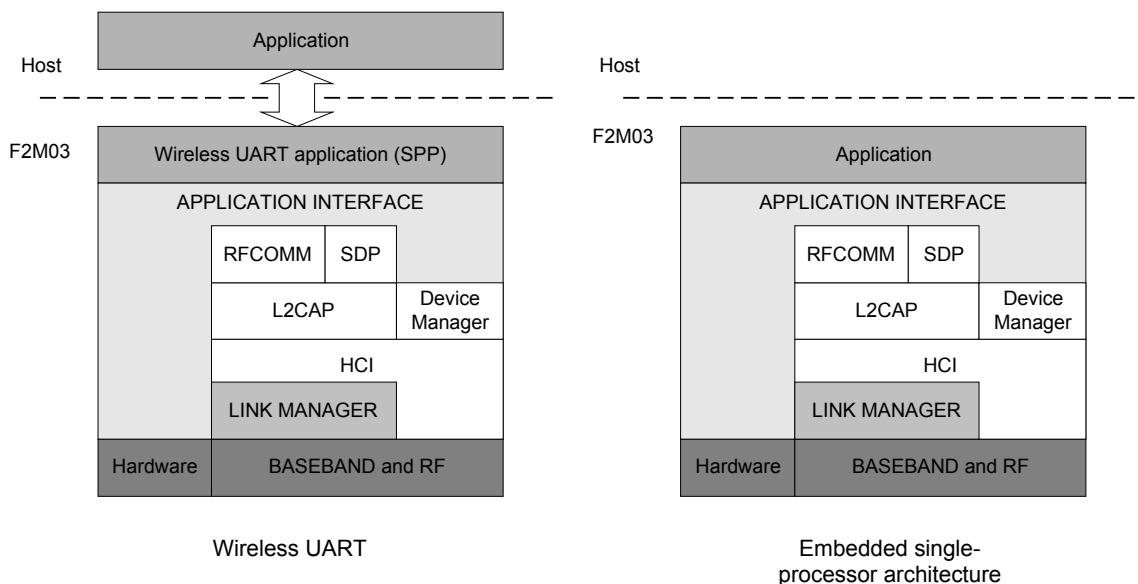 Application
Host
F2M03
Wireless UART application (SPP)
APPLICATION INTERFACE
RFCOMM
SDP
L2CAP
Device
Manager
HCI
LINK MANAGER
Hardware
BASEBAND and RF
Wireless UART
Host
F2M03
Application
APPLICATION INTERFACE
RFCOMM
SDP
L2CAP
Device
Manager
HCI
LINK MANAGER
Hardware
BASEBAND and RF
Embedded single-
processor architecture